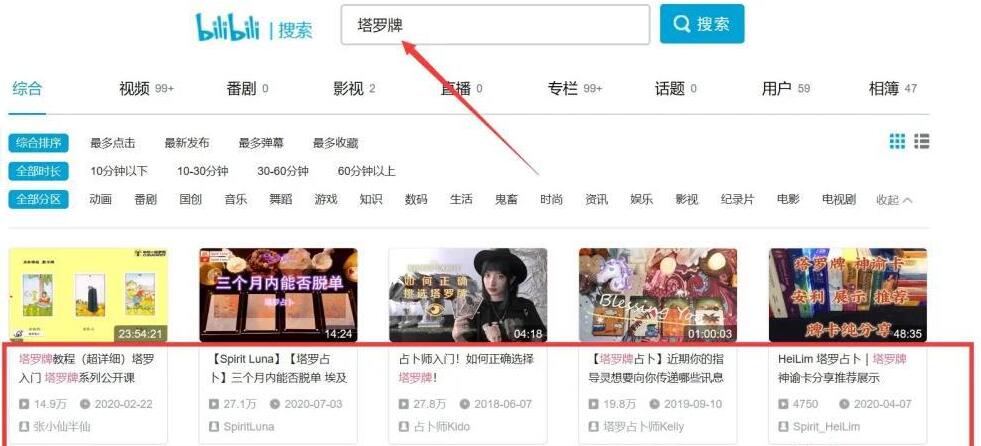 bilibili | 搜索
塔罗牌
搜索
综合 视频 99+ 番剧 0 影视 2 直播 0 专栏 99+ 话题 0 用户 59 相簿 47
综合排序 最多点击 最新发布 最多弹幕 最多收藏
全部时长 10分钟以下 10-30分钟 30-60分钟 60分钟以上
全部分区 动画 番剧 国创 音乐 舞蹈 游戏 知识 数码 生活 鬼畜 时尚 资讯 娱乐 影视 纪录片 电影 电视剧 收起
23:54:21
三个月内能否脱单
塔罗占卜
14:24
如何正确
挑选塔罗牌
04:18
Blessing You
01:00:03
塔罗牌 神谕卡
安利 展示 推荐
牌卡纯分享
48:35
塔罗牌教程（超详细）塔罗
入门 塔罗牌系列公开课
14.9万 2020-02-22
张小仙半仙
【Spirit Luna】【塔罗占
卜】三个月内能否脱单 埃及
27.1万 2020-07-03
SpiritLuna
占卜师入门！如何正确选择
塔罗牌！
27.8万 2018-06-07
占卜师Kido
【塔罗牌占卜】近期你的指
导灵想要向你传递哪些讯息
19.8万 2019-09-10
塔罗占卜师Kelly
HeiLim 塔罗占卜｜塔罗牌
神谕卡分享推荐展示
4750 2020-04-07
Spirit_HeiLim